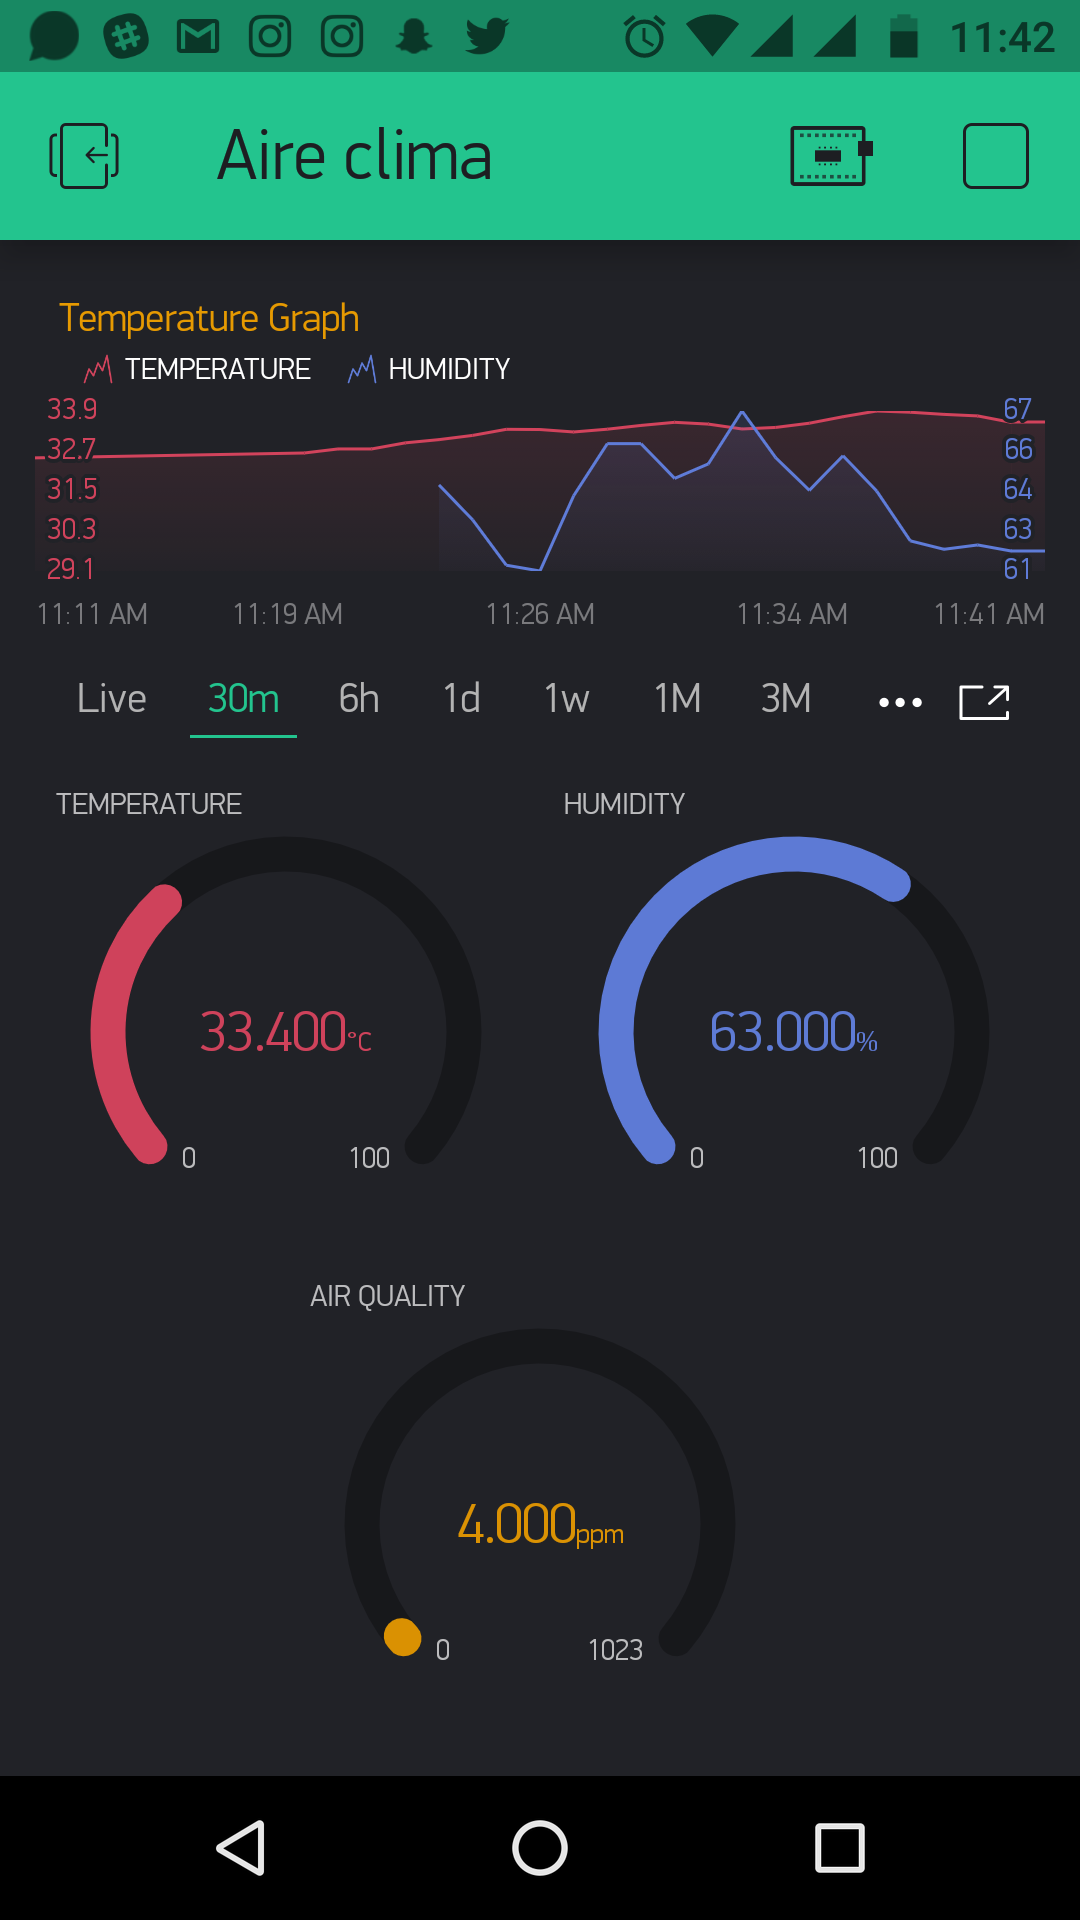 11:42
Aire clima
Temperature Graph
TEMPERATURE HUMIDITY
33.9 67
32.7 66
31.5 64
30.3 63
29.1 61
11:11 AM 11:19 AM 11:26 AM 11:34 AM 11:41 AM
Live 30m 6h 1d 1w 1M 3M
TEMPERATURE HUMIDITY
33.400°C 63.000%
0 100 0 100
AIR QUALITY
4.000ppm
0 1023